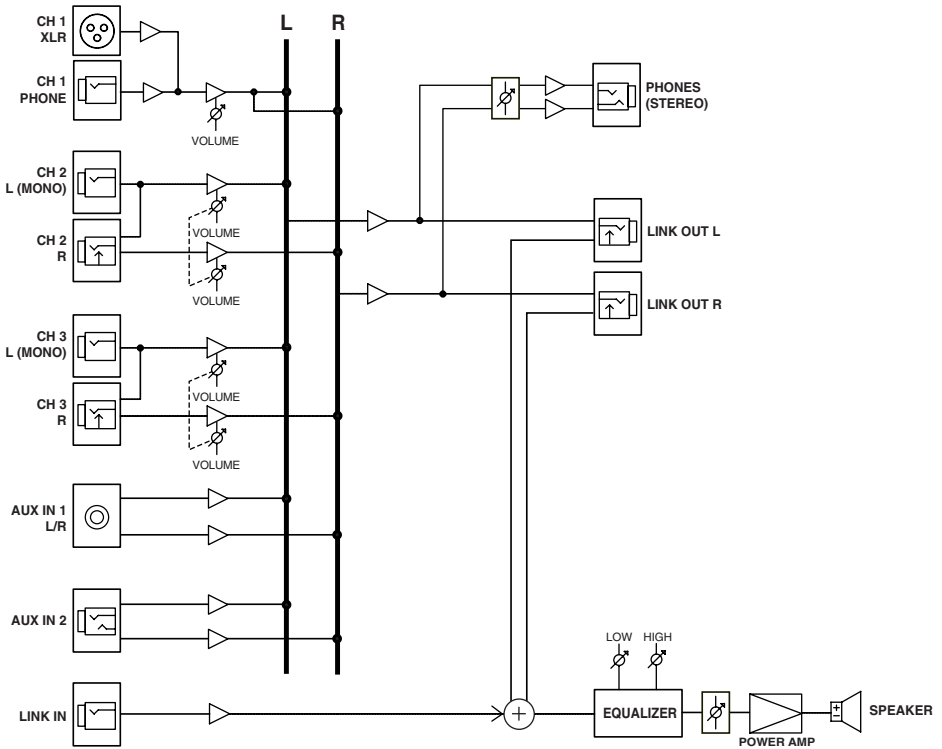 L R
CH 1
XLR
CH 1
PHONE
VOLUME
PHONES
(STEREO)
CH 2
L (MONO)
VOLUME
CH 2
R
VOLUME
LINK OUT L
LINK OUT R
CH 3
L (MONO)
VOLUME
CH 3
R
VOLUME
AUX IN 1
L/R
AUX IN 2
LINK IN
LOW HIGH
EQUALIZER
POWER AMP
SPEAKER